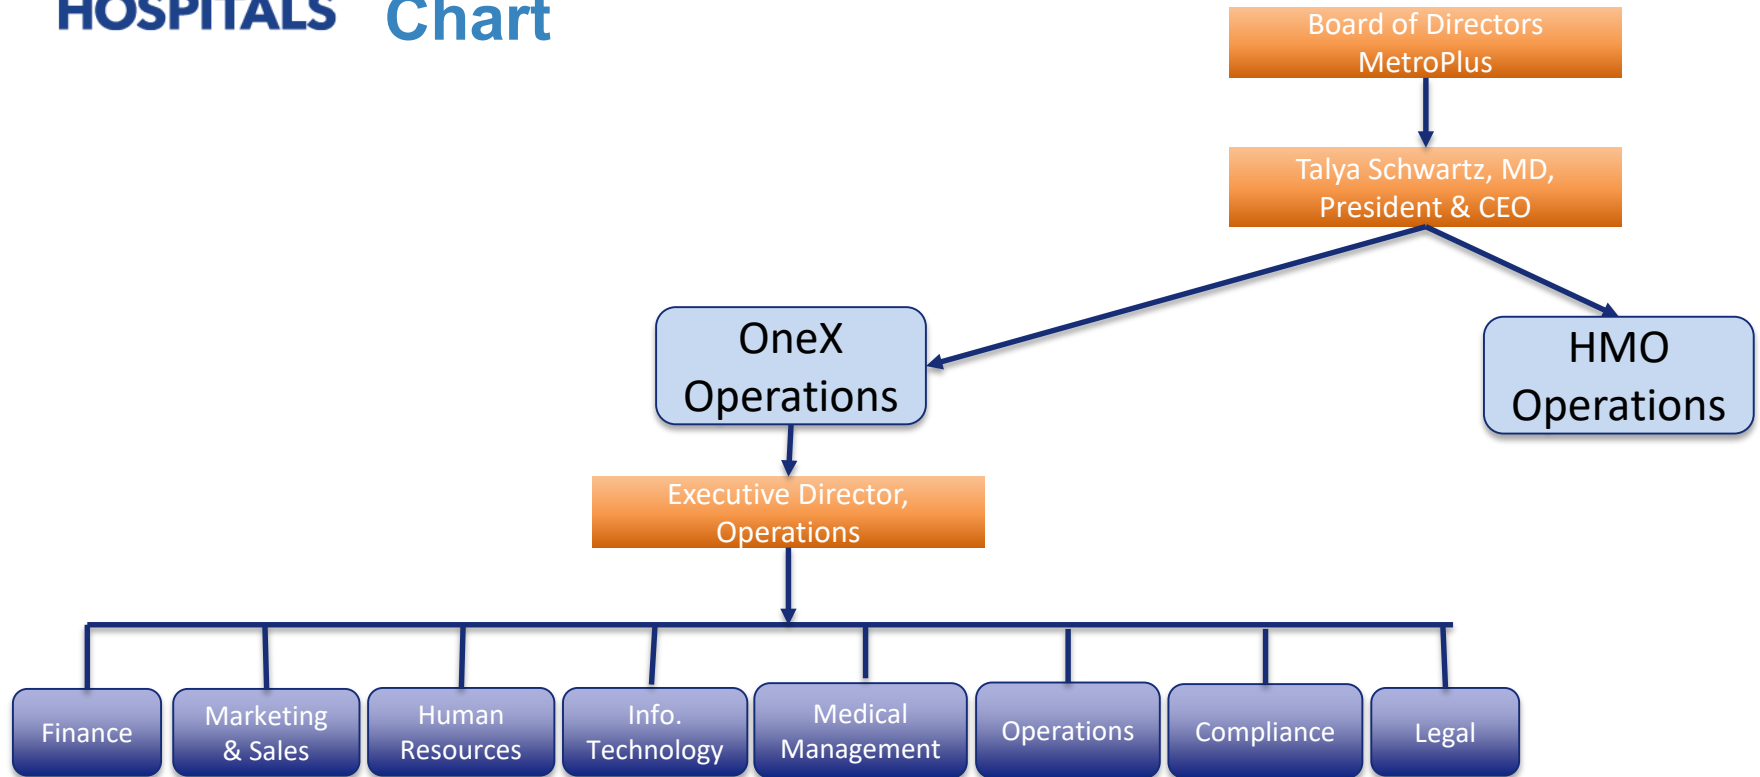 HOSPITALS Chart
Board of Directors
MetroPlus
Talya Schwartz, MD,
President & CEO
OneX
Operations
HMO
Operations
Executive Director,
Operations
Finance
Marketing
& Sales
Human
Resources
Info.
Technology
Medical
Management
Operations
Compliance
Legal